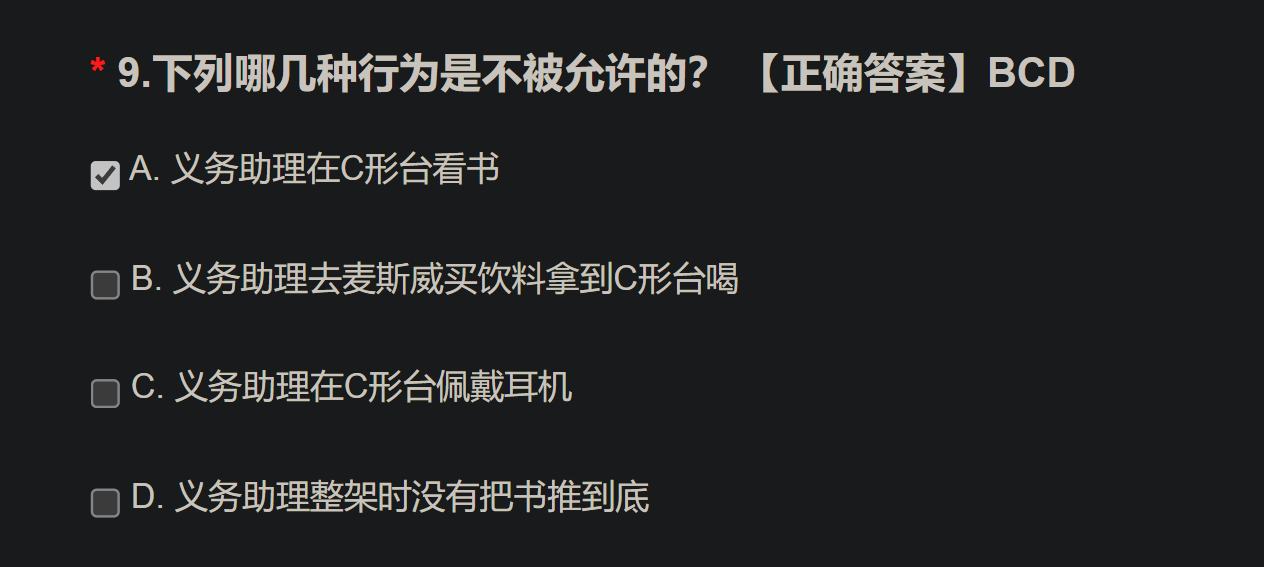 * 9.下列哪几种行为是不被允许的? 【正确答案】BCD
A. 义务助理在C形台看书
B. 义务助理去麦斯威买饮料拿到C形台喝
C. 义务助理在C形台佩戴耳机
D. 义务助理整架时没有把书推到底